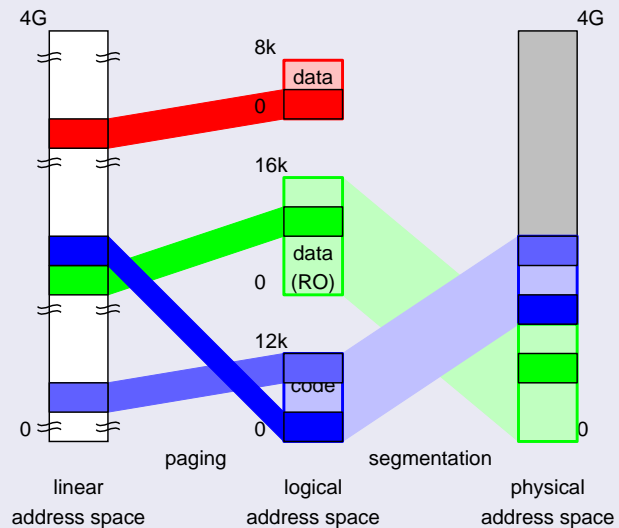 4G
8k
data
0
16k
data
(RO)
0
12k
code
0
4G
0
0
paging
segmentation
linear
address space
logical
address space
physical
address space